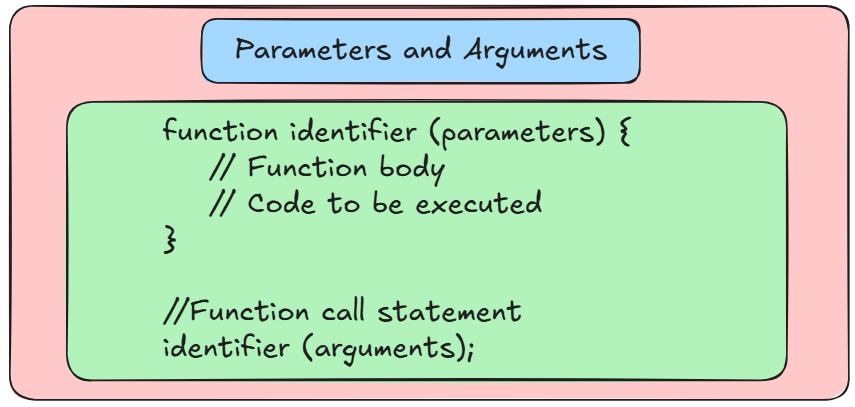 Parameters and Arguments
function identifier (parameters) {
// Function body
// Code to be executed
}
//Function call statement
identifier (arguments);